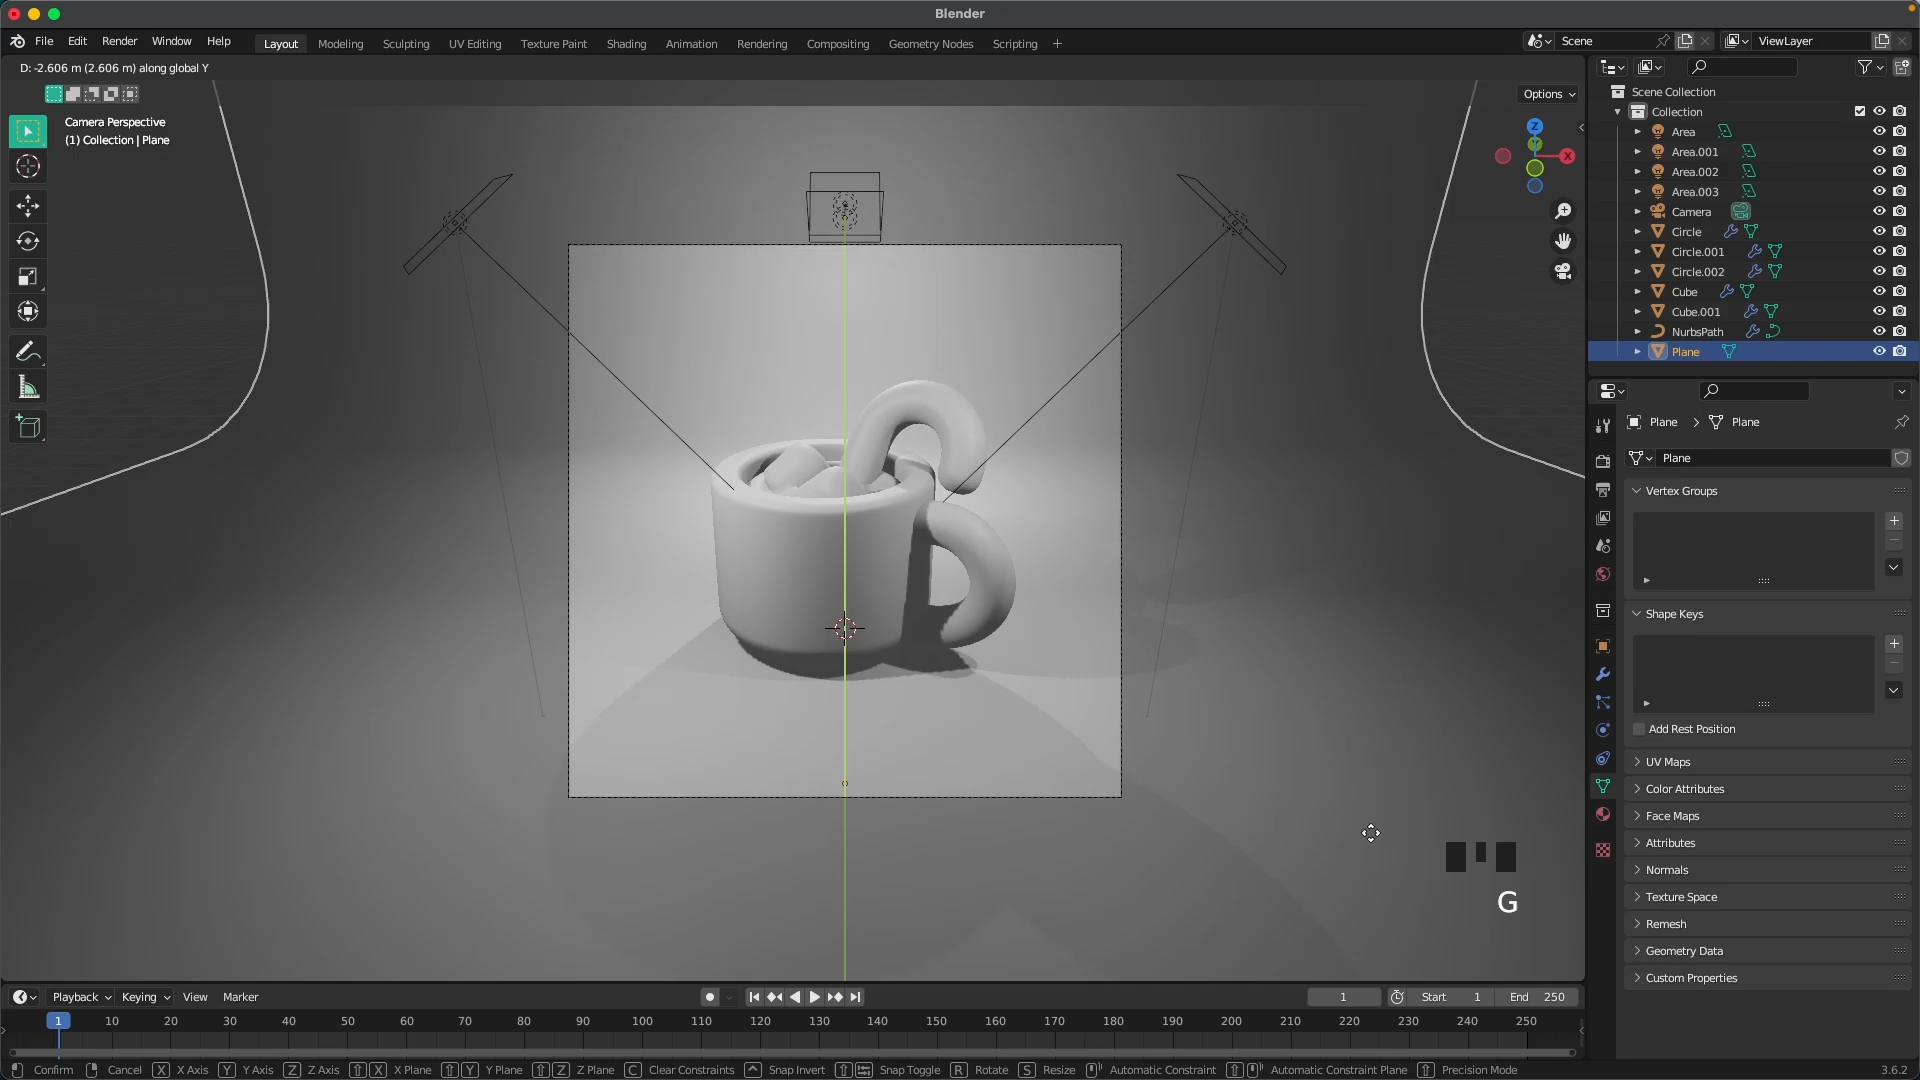 Blender
File Edit Render Window Help
Layout Modeling Sculpting UV Editing Texture Paint Shading Animation Rendering Compositing Geometry Nodes Scripting
Scene
ViewLayer
D: -2.606 m (2.606 m) along global Y
Options
Camera Perspective
(1) Collection | Plane
Z
Y
X
Scene Collection
Collection
Area
Area.001
Area.002
Area.003
Camera
Circle
Circle.001
Circle.002
Cube
Cube.001
NurbsPath
Plane
Plane > Plane
Plane
Vertex Groups
Shape Keys
Add Rest Position
UV Maps
Color Attributes
Face Maps
Attributes
Normals
Texture Space
Remesh
Geometry Data
Custom Properties
G
Playback Keying View Marker
1
Start 1
End 250
1 10 20 30 40 50 60 70 80 90 100 110 120 130 140 150 160 170 180 190 200 210 220 230 240 250
Confirm Cancel X X Axis Y Y Axis Z Z Axis X X Plane Y Y Plane Z Z Plane C Clear Constraints Snap Invert Snap Toggle R Rotate S Resize Automatic Constraint Automatic Constraint Plane Precision Mode
3.6.2